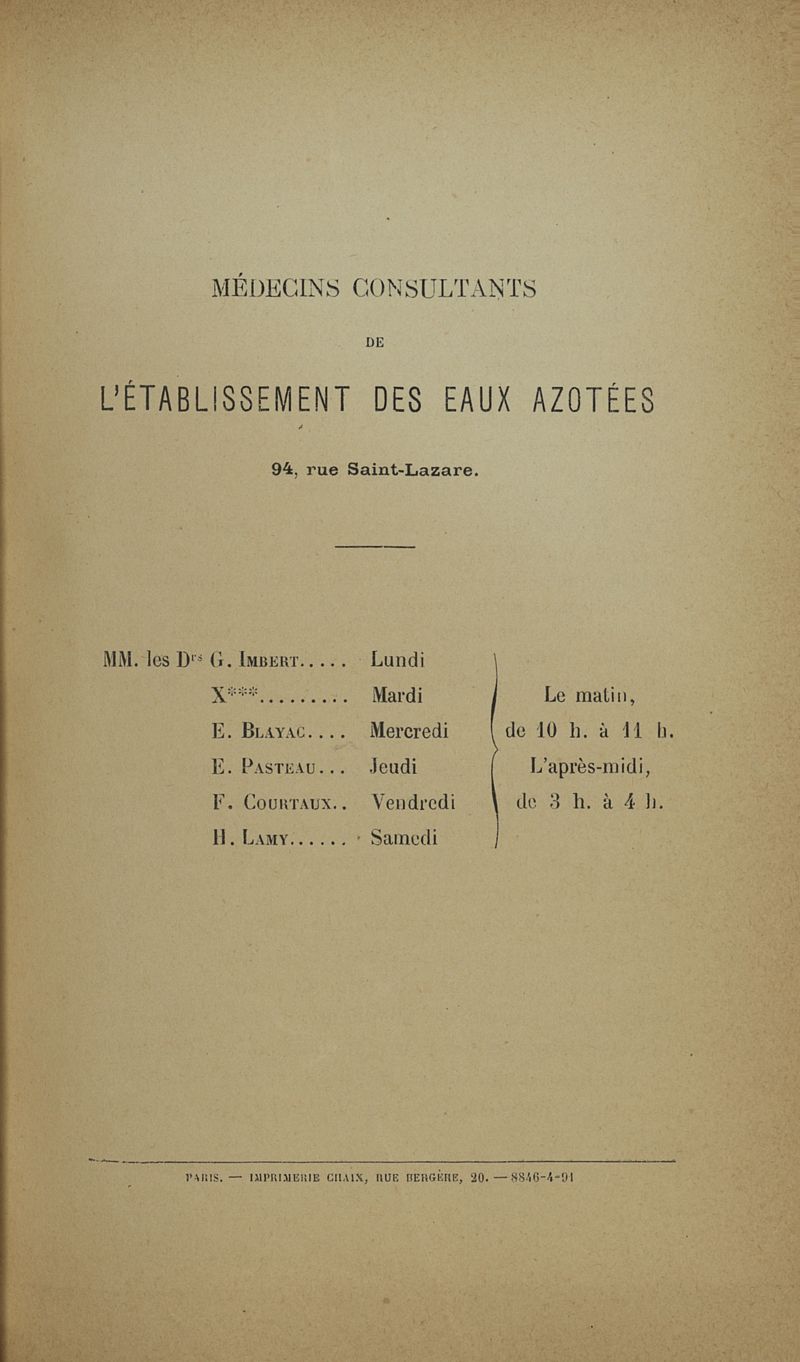 MÉDECINS CONSULTANTS
DE
L'ÉTABLISSEMENT DES EAUX AZOTÉES
94, rue Saint-Lazare.
MM. les Drs G. IMBERT..... Lundi
X***......... Mardi Le matin,
E. BLAYAC.... Mercredi de 10 h. à 11 h.
E. PASTEAU... Jeudi L'après-midi,
F. COURTAUX.. Vendredi de 3 h. à 4 h.
H. LAMY...... Samedi
PARIS. — IMPRIMERIE CHAIX, RUE BERGÈRE, 20. — 8846-4-91